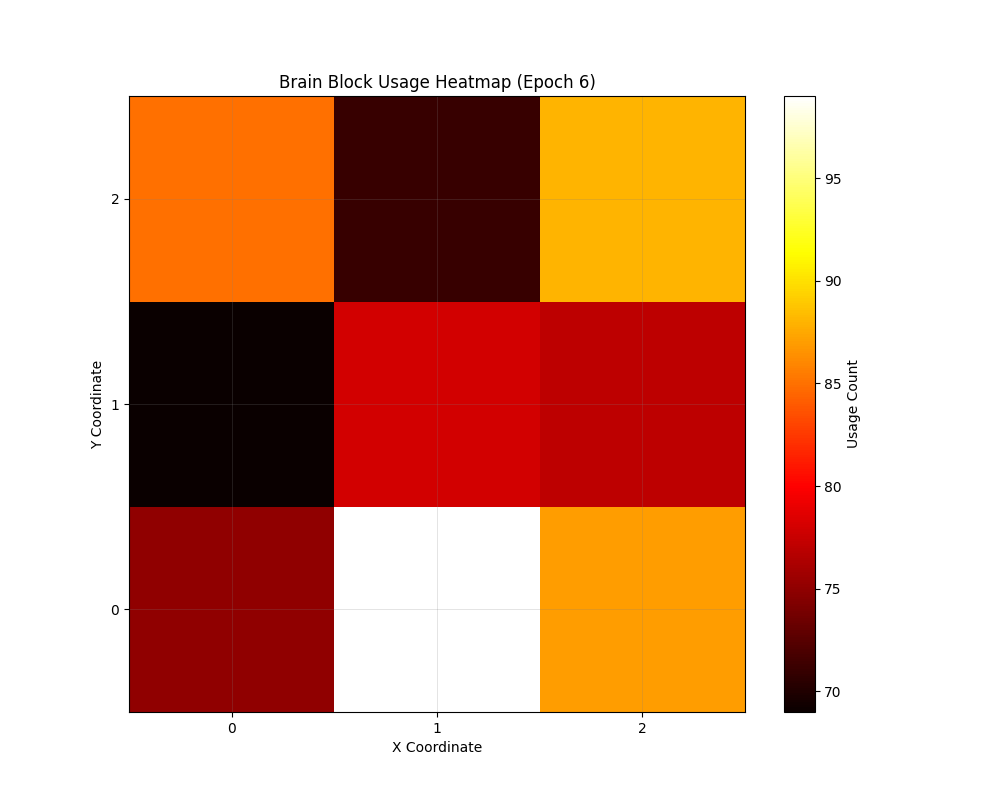 Brain Block Usage Heatmap (Epoch 6)
2
1
0
Y Coordinate
0 1 2
X Coordinate
95
90
85
80
75
70
Usage Count